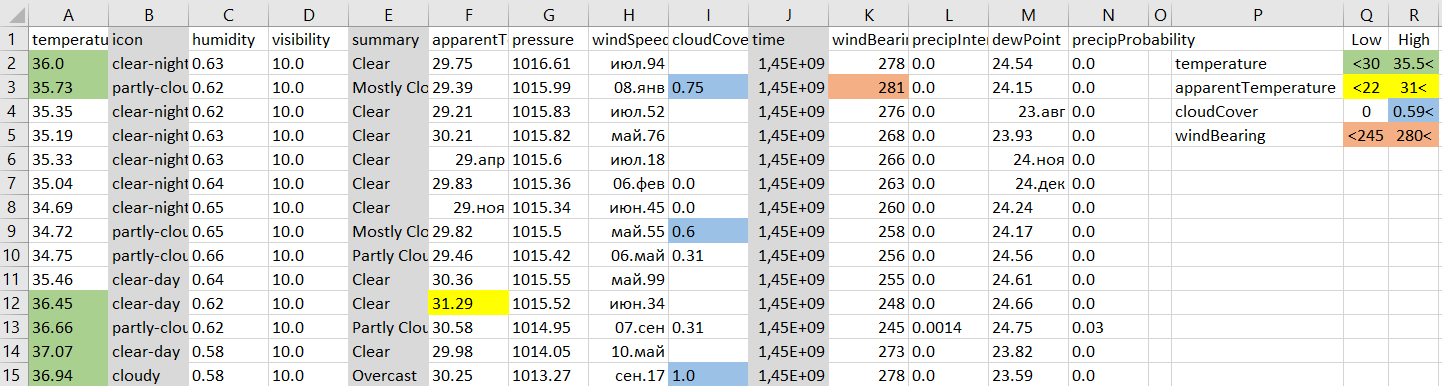 A B C D E F G H I J K L M N O P Q R
1 temperatu icon humidity visibility summary apparentT pressure windSpeed cloudCove time windBearin precipInter dewPoint precipProbability Low High
2 36.0 clear-night 0.63 10.0 Clear 29.75 1016.61 июл.94 1,45E+09 278 0.0 24.54 0.0 temperature <30 35.5<
3 35.73 partly-clou 0.62 10.0 Mostly Clo 29.39 1015.99 08.янв 0.75 1,45E+09 281 0.0 24.15 0.0 apparentTemperature <22 31<
4 35.35 clear-night 0.62 10.0 Clear 29.21 1015.83 июл.52 1,45E+09 276 0.0 23.авг 0.0 cloudCover 0 0.59<
5 35.19 clear-night 0.63 10.0 Clear 30.21 1015.82 май.76 1,45E+09 268 0.0 23.93 0.0 windBearing <245 280<
6 35.33 clear-night 0.63 10.0 Clear 29.апр 1015.6 июл.18 1,45E+09 266 0.0 24.ноя 0.0
7 35.04 clear-night 0.64 10.0 Clear 29.83 1015.36 06.фев 0.0 1,45E+09 263 0.0 24.дек 0.0
8 34.69 clear-night 0.65 10.0 Clear 29.ноя 1015.34 июн.45 0.0 1,45E+09 260 0.0 24.24 0.0
9 34.72 partly-clou 0.65 10.0 Mostly Clo 29.82 1015.5 май.55 0.6 1,45E+09 258 0.0 24.17 0.0
10 34.75 partly-clou 0.66 10.0 Partly Clou 29.46 1015.42 06.май 0.31 1,45E+09 256 0.0 24.56 0.0
11 35.46 clear-day 0.64 10.0 Clear 30.36 1015.55 май.99 1,45E+09 255 0.0 24.61 0.0
12 36.45 clear-day 0.62 10.0 Clear 31.29 1015.52 июн.34 1,45E+09 248 0.0 24.66 0.0
13 36.66 partly-clou 0.62 10.0 Partly Clou 30.58 1014.95 07.сен 0.31 1,45E+09 245 0.0014 24.75 0.03
14 37.07 clear-day 0.58 10.0 Clear 29.98 1014.05 10.май 1,45E+09 273 0.0 23.82 0.0
15 36.94 cloudy 0.58 10.0 Overcast 30.25 1013.27 сен.17 1.0 1,45E+09 278 0.0 23.59 0.0